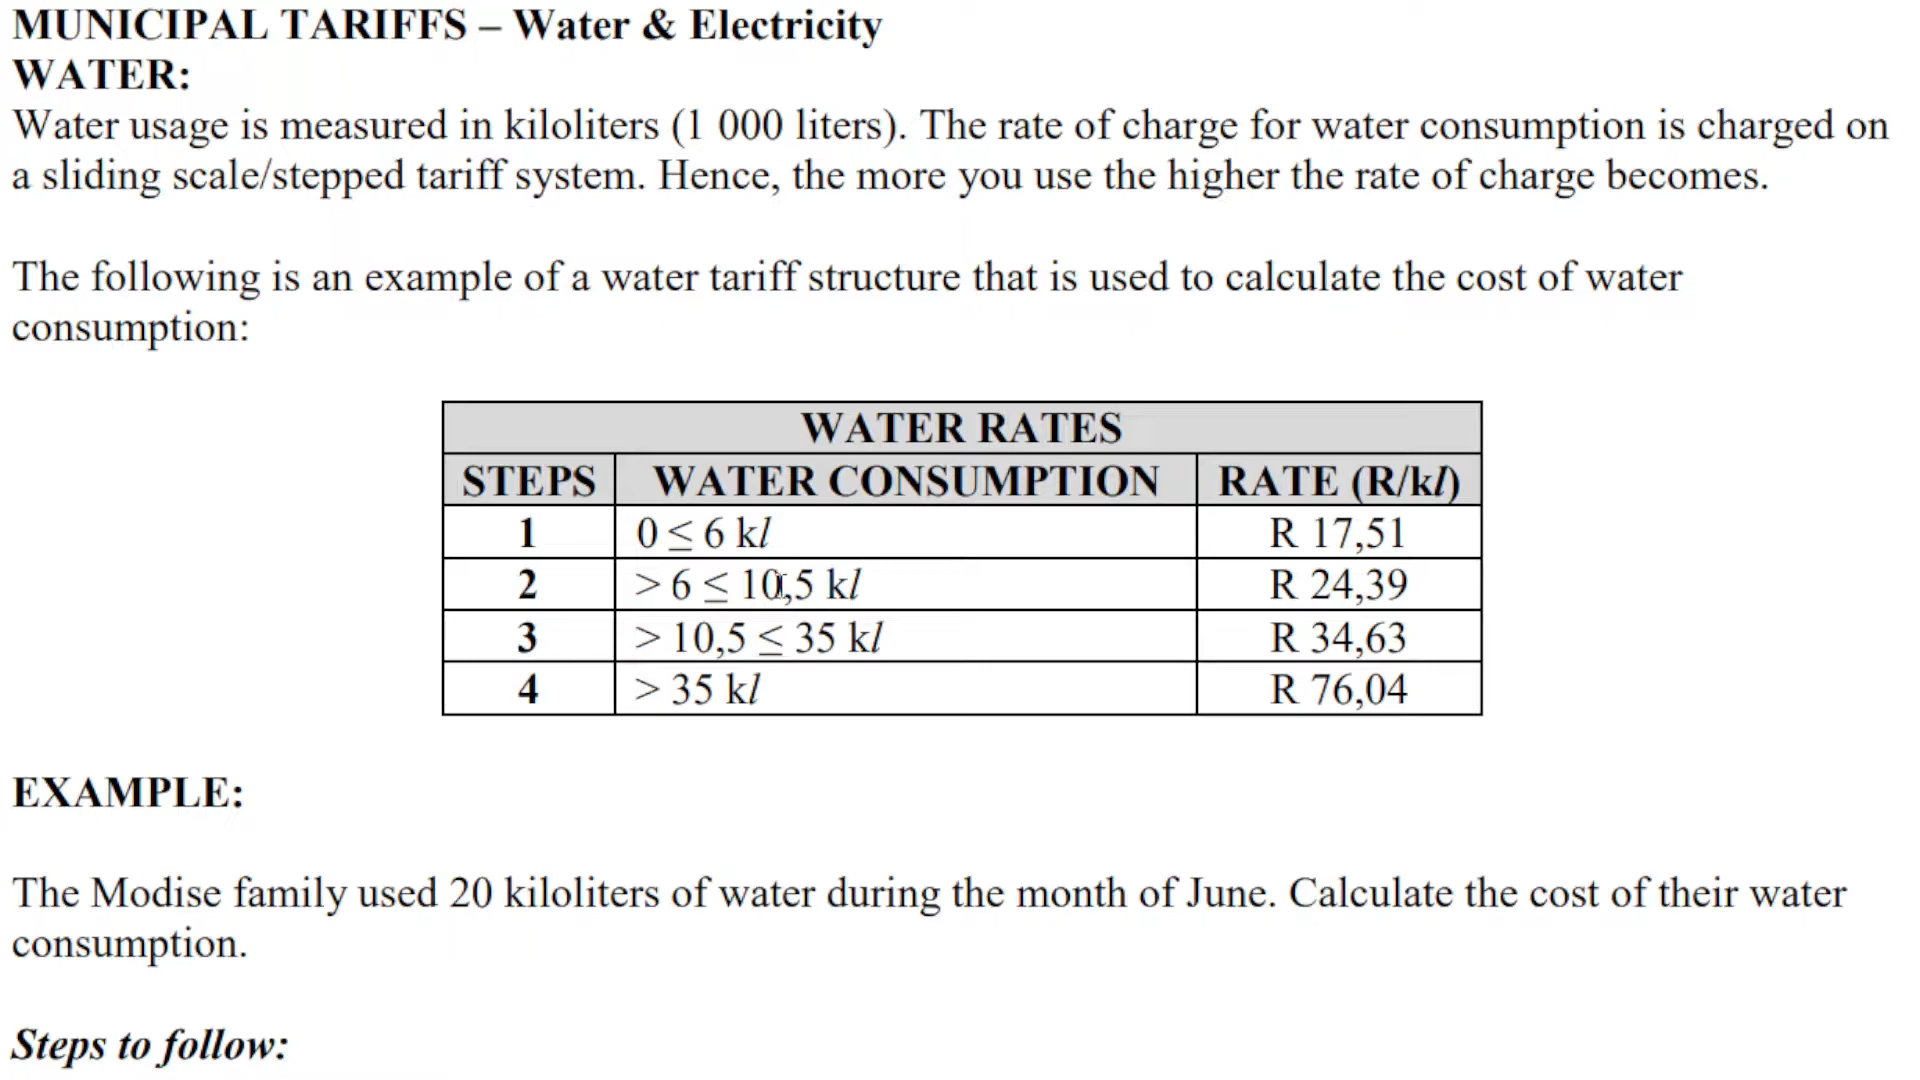 MUNICIPAL TARIFFS – Water & Electricity
WATER:
Water usage is measured in kiloliters (1 000 liters). The rate of charge for water consumption is charged on
a sliding scale/stepped tariff system. Hence, the more you use the higher the rate of charge becomes.
The following is an example of a water tariff structure that is used to calculate the cost of water
consumption:
WATER RATES
STEPS WATER CONSUMPTION RATE (R/kl)
1 0 ≤ 6 kl R 17,51
2 > 6 ≤ 10,5 kl R 24,39
3 > 10,5 ≤ 35 kl R 34,63
4 > 35 kl R 76,04
EXAMPLE:
The Modise family used 20 kiloliters of water during the month of June. Calculate the cost of their water
consumption.
Steps to follow: